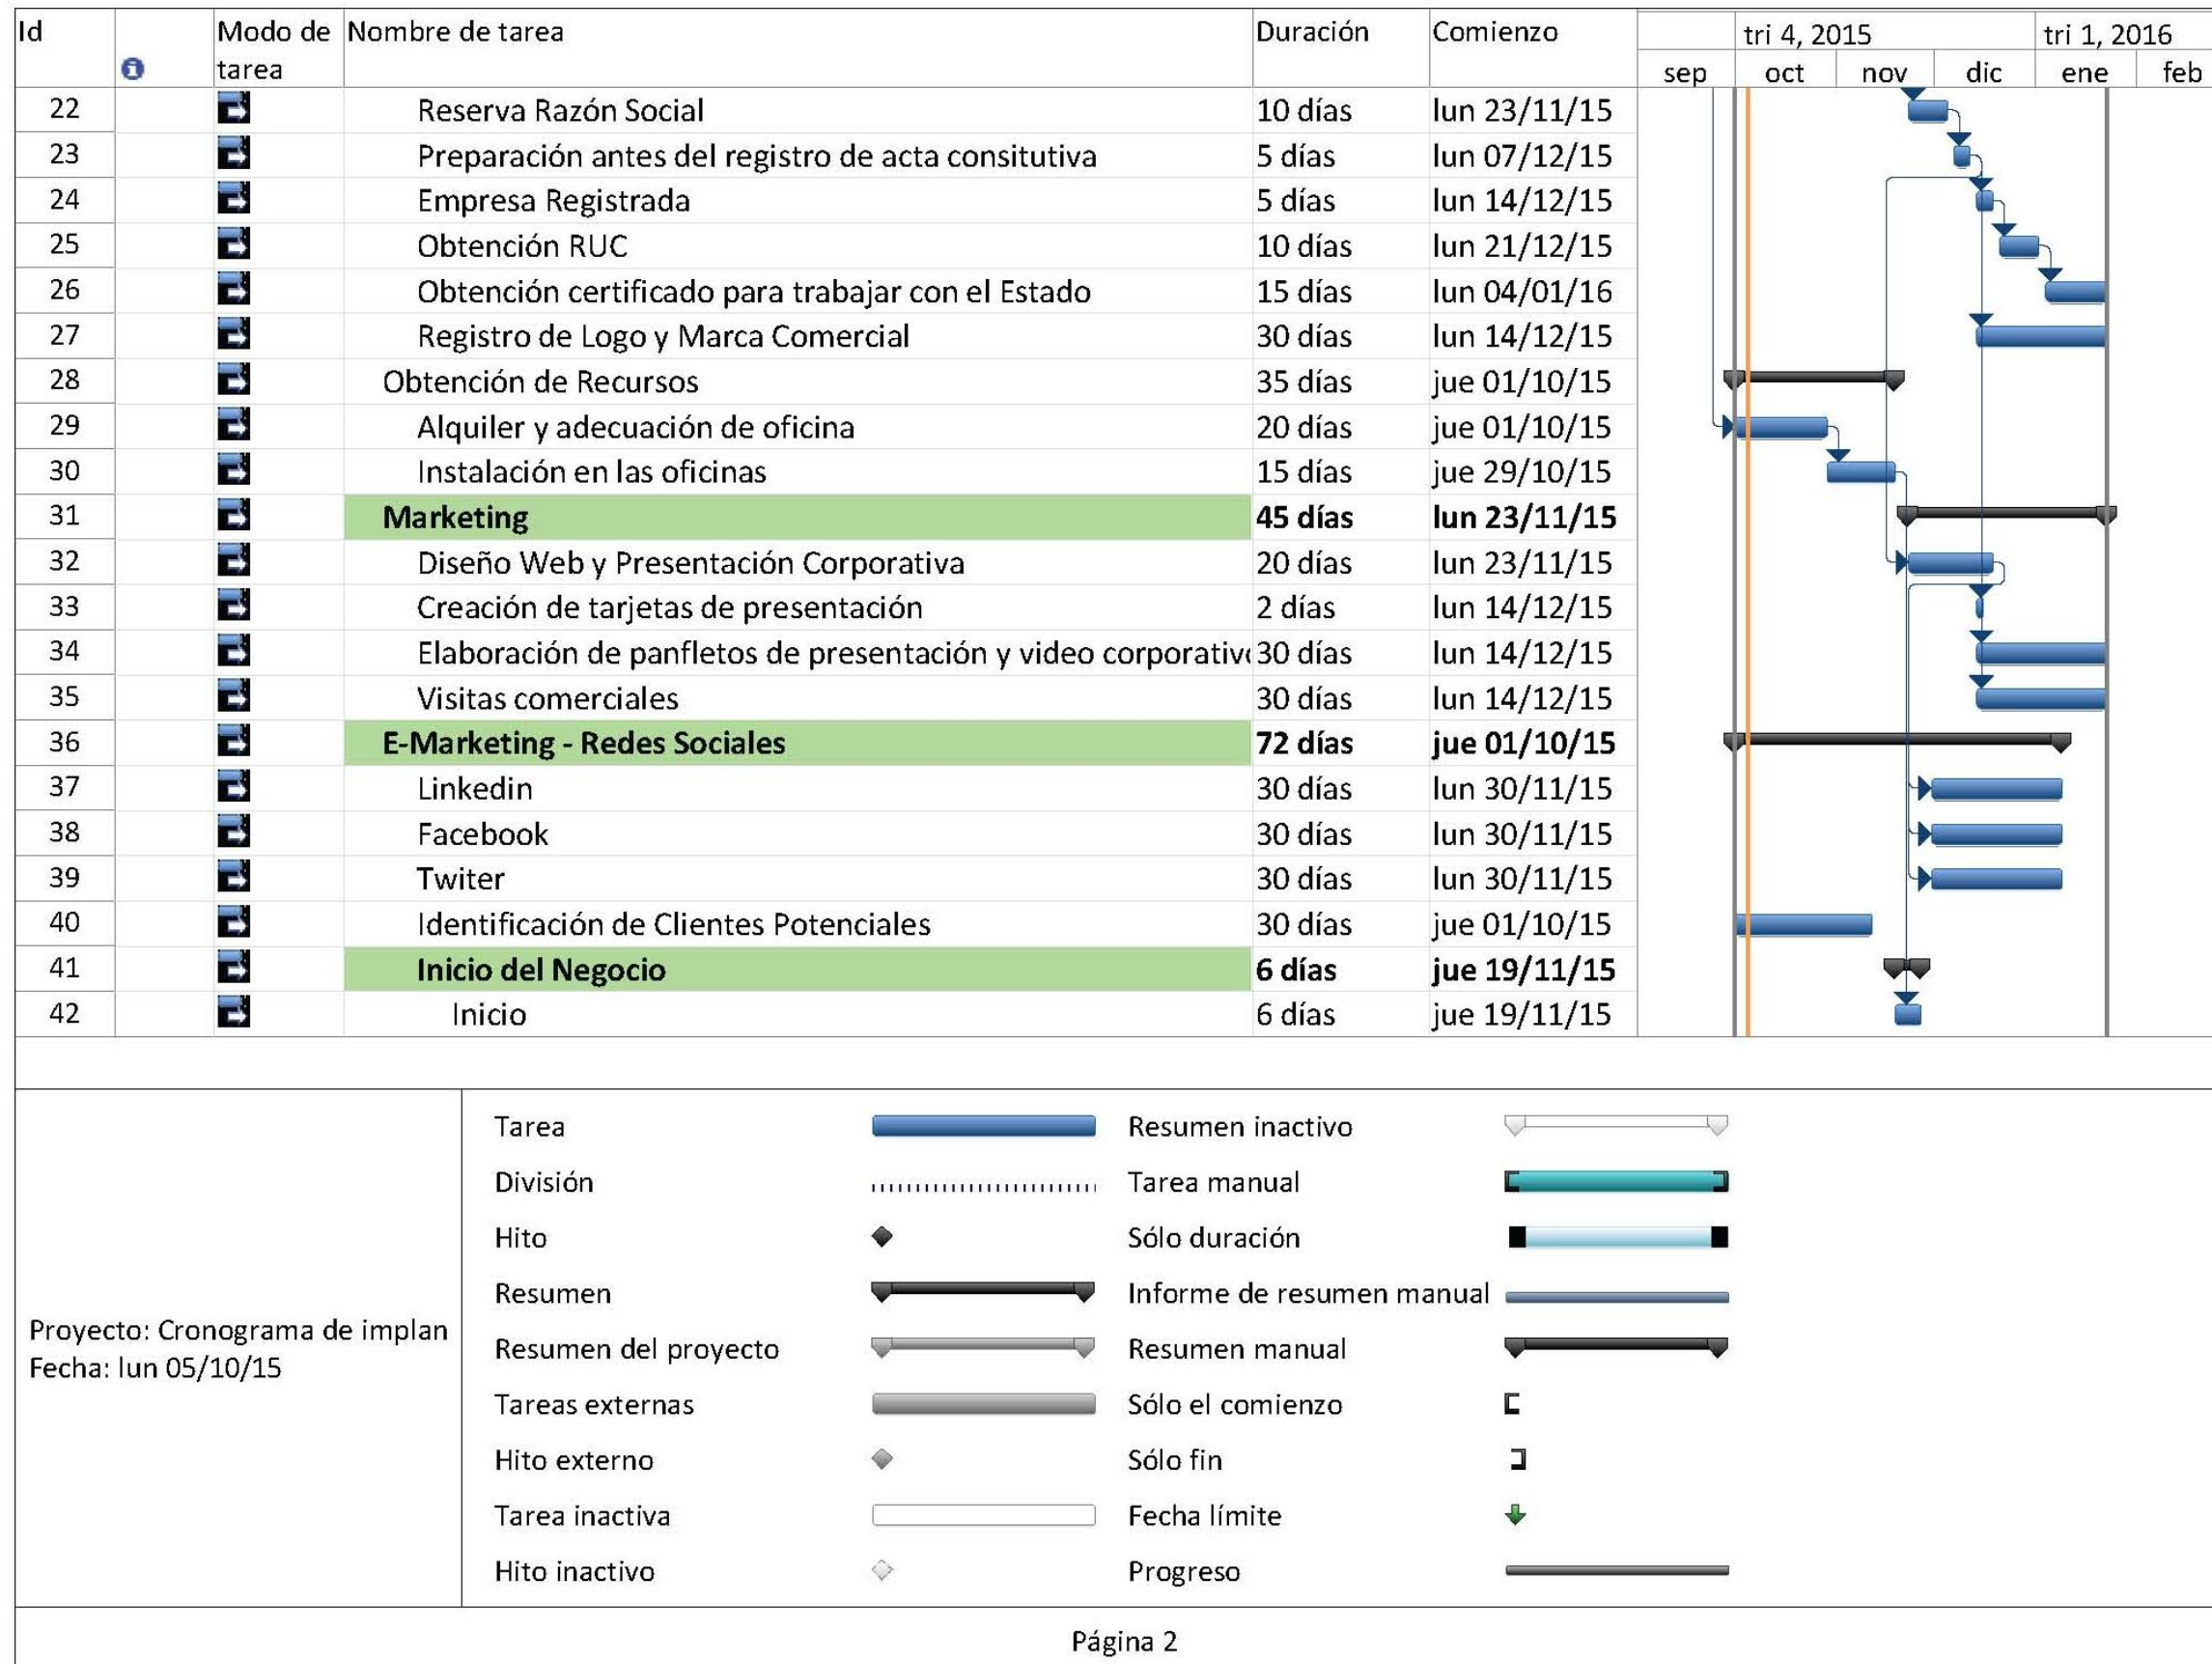 Id Modo de tarea Nombre de tarea Duración Comienzo tri 4, 2015 tri 1, 2016
sep oct nov dic ene feb
22 Reserva Razón Social 10 días lun 23/11/15
23 Preparación antes del registro de acta consitutiva 5 días lun 07/12/15
24 Empresa Registrada 5 días lun 14/12/15
25 Obtención RUC 10 días lun 21/12/15
26 Obtención certificado para trabajar con el Estado 15 días lun 04/01/16
27 Registro de Logo y Marca Comercial 30 días lun 14/12/15
28 Obtención de Recursos 35 días jue 01/10/15
29 Alquiler y adecuación de oficina 20 días jue 01/10/15
30 Instalación en las oficinas 15 días jue 29/10/15
31 Marketing 45 días lun 23/11/15
32 Diseño Web y Presentación Corporativa 20 días lun 23/11/15
33 Creación de tarjetas de presentación 2 días lun 14/12/15
34 Elaboración de panfletos de presentación y video corporativo 30 días lun 14/12/15
35 Visitas comerciales 30 días lun 14/12/15
36 E-Marketing - Redes Sociales 72 días jue 01/10/15
37 Linkedin 30 días lun 30/11/15
38 Facebook 30 días lun 30/11/15
39 Twiter 30 días lun 30/11/15
40 Identificación de Clientes Potenciales 30 días jue 01/10/15
41 Inicio del Negocio 6 días jue 19/11/15
42 Inicio 6 días jue 19/11/15
Proyecto: Cronograma de implan
Fecha: lun 05/10/15
Tarea
División
Hito
Resumen
Resumen del proyecto
Tareas externas
Hito externo
Tarea inactiva
Hito inactivo
Resumen inactivo
Tarea manual
Sólo duración
Informe de resumen manual
Resumen manual
Sólo el comienzo
Sólo fin
Fecha límite
Progreso
Página 2